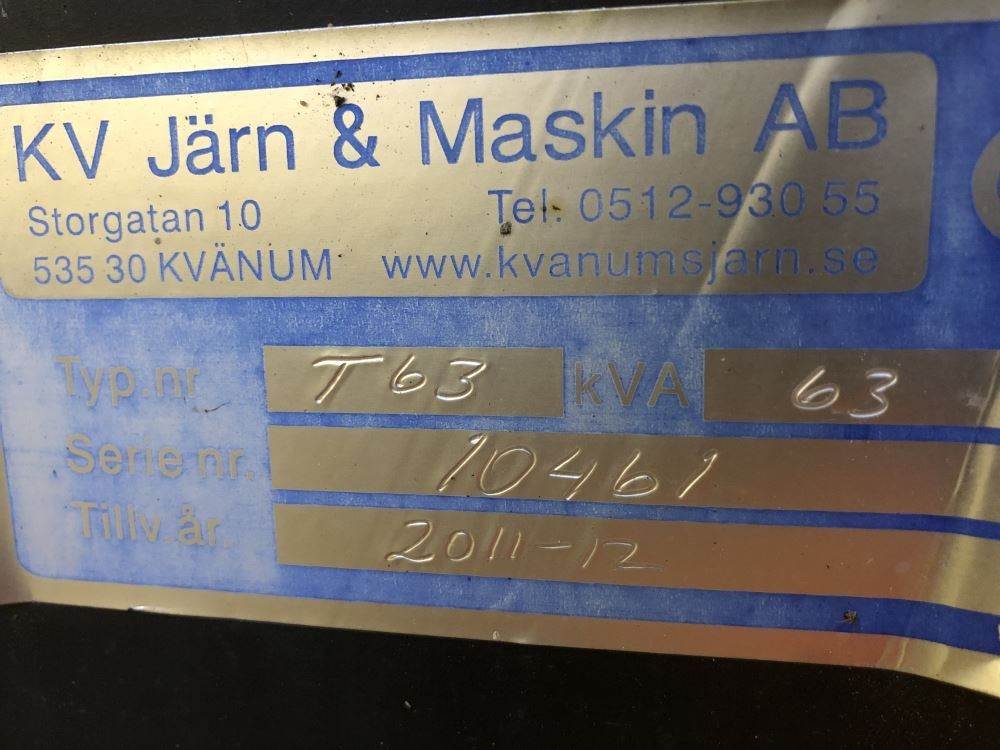 KV Järn & Maskin AB
Storgatan 10 Tel. 0512-930 55
535 30 KVÄNUM www.kvanumsjarn.se
Typ.nr T63 kVA 63
Serie nr. 10461
Tillv.år. 2011-12